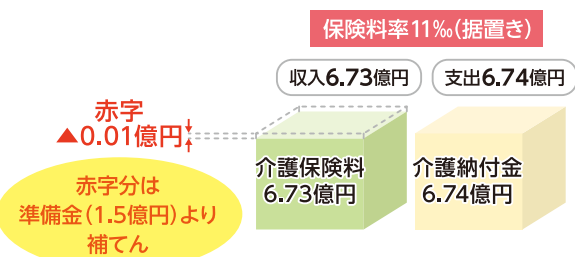 保険料率11‰(据置き)
収入6.73億円
支出6.74億円
赤字
▲0.01億円
介護保険料
6.73億円
介護納付金
6.74億円
赤字分は
準備金(1.5億円)より
補てん